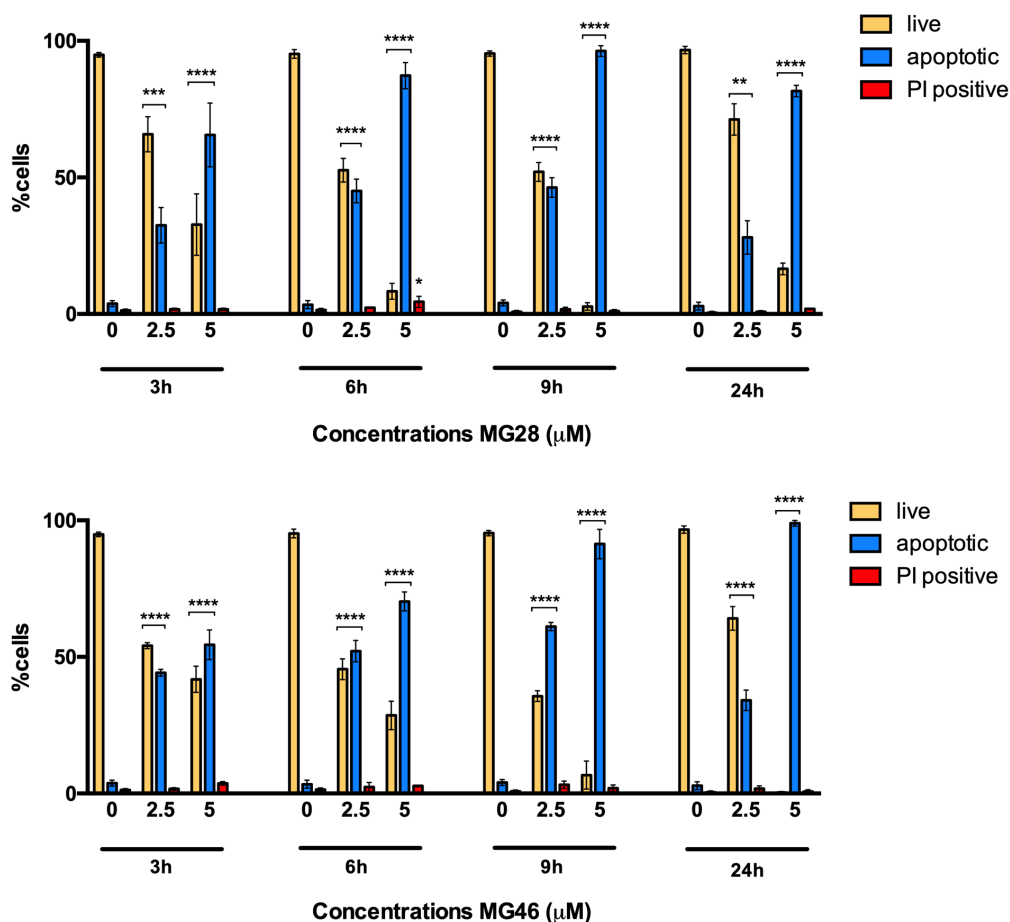 live
apoptotic
PI positive
%cells
100
50
0
***
****
****
****
*
****
****
**
****
0 2.5 5 0 2.5 5 0 2.5 5 0 2.5 5
3h 6h 9h 24h
Concentrations MG28 (μM)
live
apoptotic
PI positive
%cells
100
50
0
****
****
****
****
****
****
****
****
0 2.5 5 0 2.5 5 0 2.5 5 0 2.5 5
3h 6h 9h 24h
Concentrations MG46 (μM)